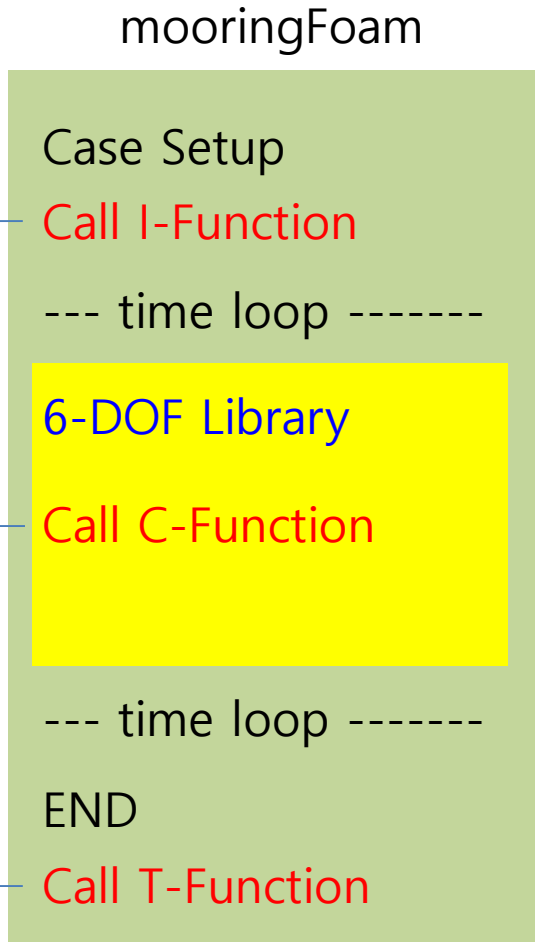 mooringFoam
Case Setup
Call I-Function
--- time loop -------
6-DOF Library
Call C-Function
--- time loop -------
END
Call T-Function